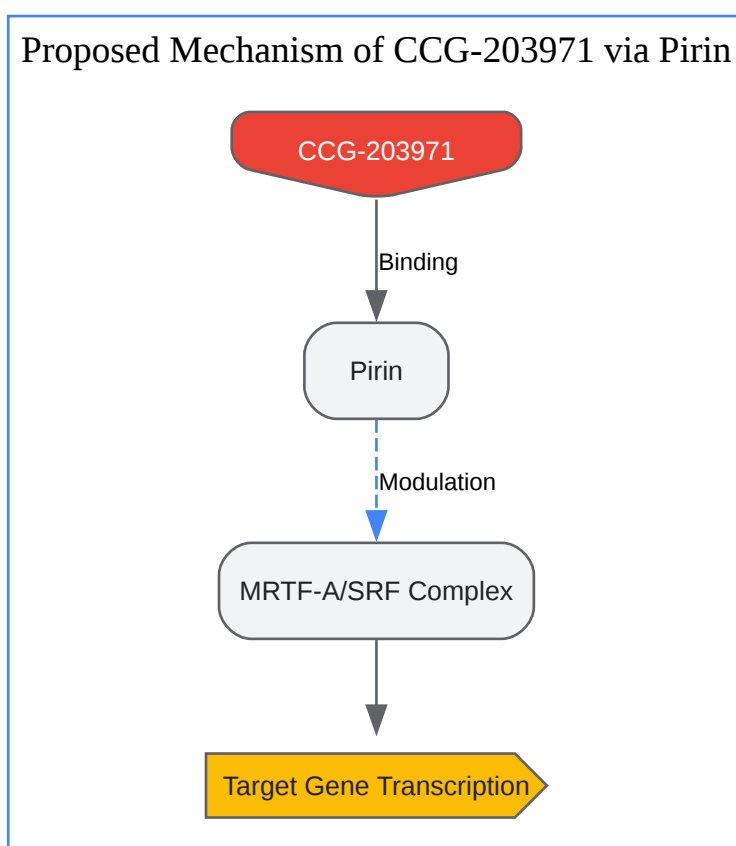 Proposed Mechanism of CCG-203971 via Pirin
CCG-203971
Binding
Pirin
Modulation
MRTF-A/SRF Complex
Target Gene Transcription